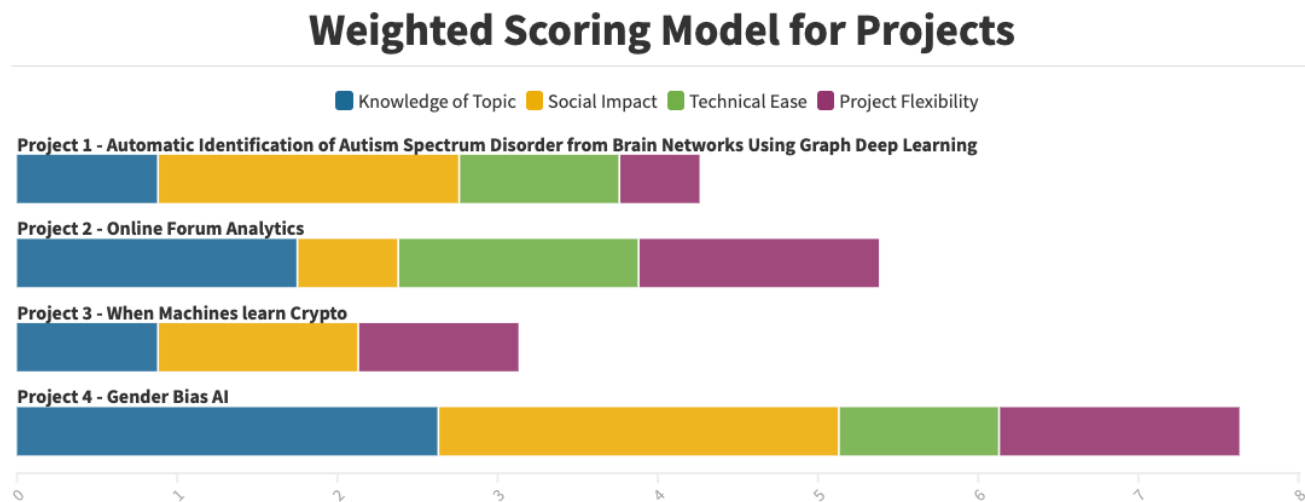 Weighted Scoring Model for Projects
Knowledge of Topic Social Impact Technical Ease Project Flexibility
Project 1 - Automatic Identification of Autism Spectrum Disorder from Brain Networks Using Graph Deep Learning
Project 2 - Online Forum Analytics
Project 3 - When Machines learn Crypto
Project 4 - Gender Bias AI
0 1 2 3 4 5 6 7 8